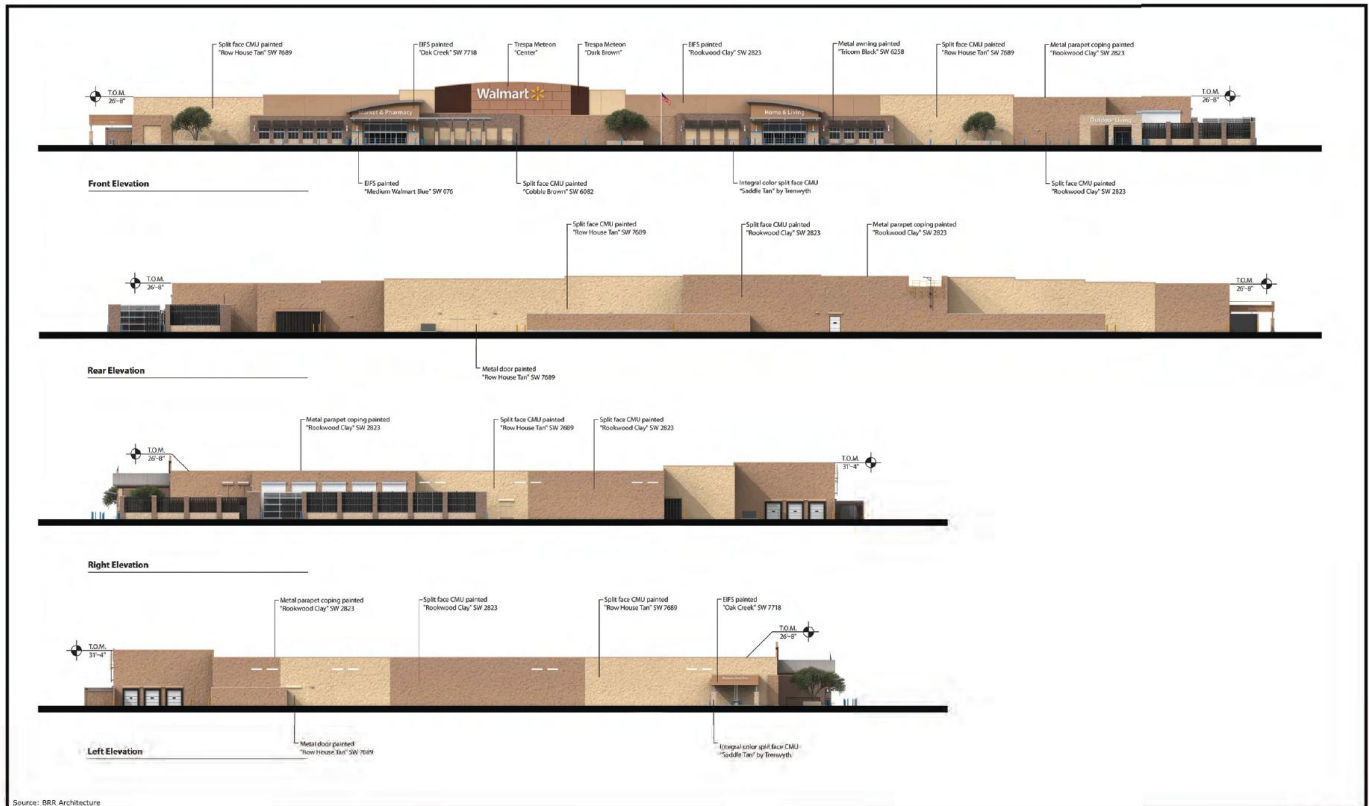 Split face CMU painted
"Row House Tan" SW 7689
EIFS painted
"Oak Creek" SW 7718
Trespa Meteon
"Center"
Trespa Meteon
"Dark Brown"
EIFS painted
"Rookwood Clay" SW 2823
Metal awning painted
"Tricorn Black" SW 6258
Split face CMU painted
"Row House Tan" SW 7689
Metal parapet coping painted
"Rookwood Clay" SW 2823
T.O.M.
26'-8"
Walmart
Market & Pharmacy
Home & Living
Outdoor Living
T.O.M.
26'-8"
Front Elevation
EIFS painted
"Medium Walmart Blue" SW 076
Split face CMU painted
"Cobble Brown" SW 6082
Integral color split face CMU
"Saddle Tan" by Trenwyth
Split face CMU painted
"Rookwood Clay" SW 2823
Split face CMU painted
"Row House Tan" SW 7689
Split face CMU painted
"Rookwood Clay" SW 2823
Metal parapet coping painted
"Rookwood Clay" SW 2823
T.O.M.
26'-8"
T.O.M.
26'-8"
Rear Elevation
Metal door painted
"Row House Tan" SW 7689
Metal parapet coping painted
"Rookwood Clay" SW 2823
Split face CMU painted
"Row House Tan" SW 7689
Split face CMU painted
"Rookwood Clay" SW 2823
T.O.M.
26'-8"
T.O.M.
31'-4"
Right Elevation
Metal parapet coping painted
"Rookwood Clay" SW 2823
Split face CMU painted
"Rookwood Clay" SW 2823
Split face CMU painted
"Row House Tan" SW 7689
EIFS painted
"Oak Creek" SW 7718
T.O.M.
31'-4"
T.O.M.
26'-8"
Left Elevation
Metal door painted
"Row House Tan" SW 7689
Integral color split face CMU
"Saddle Tan" by Trenwyth
Source: BRR Architecture